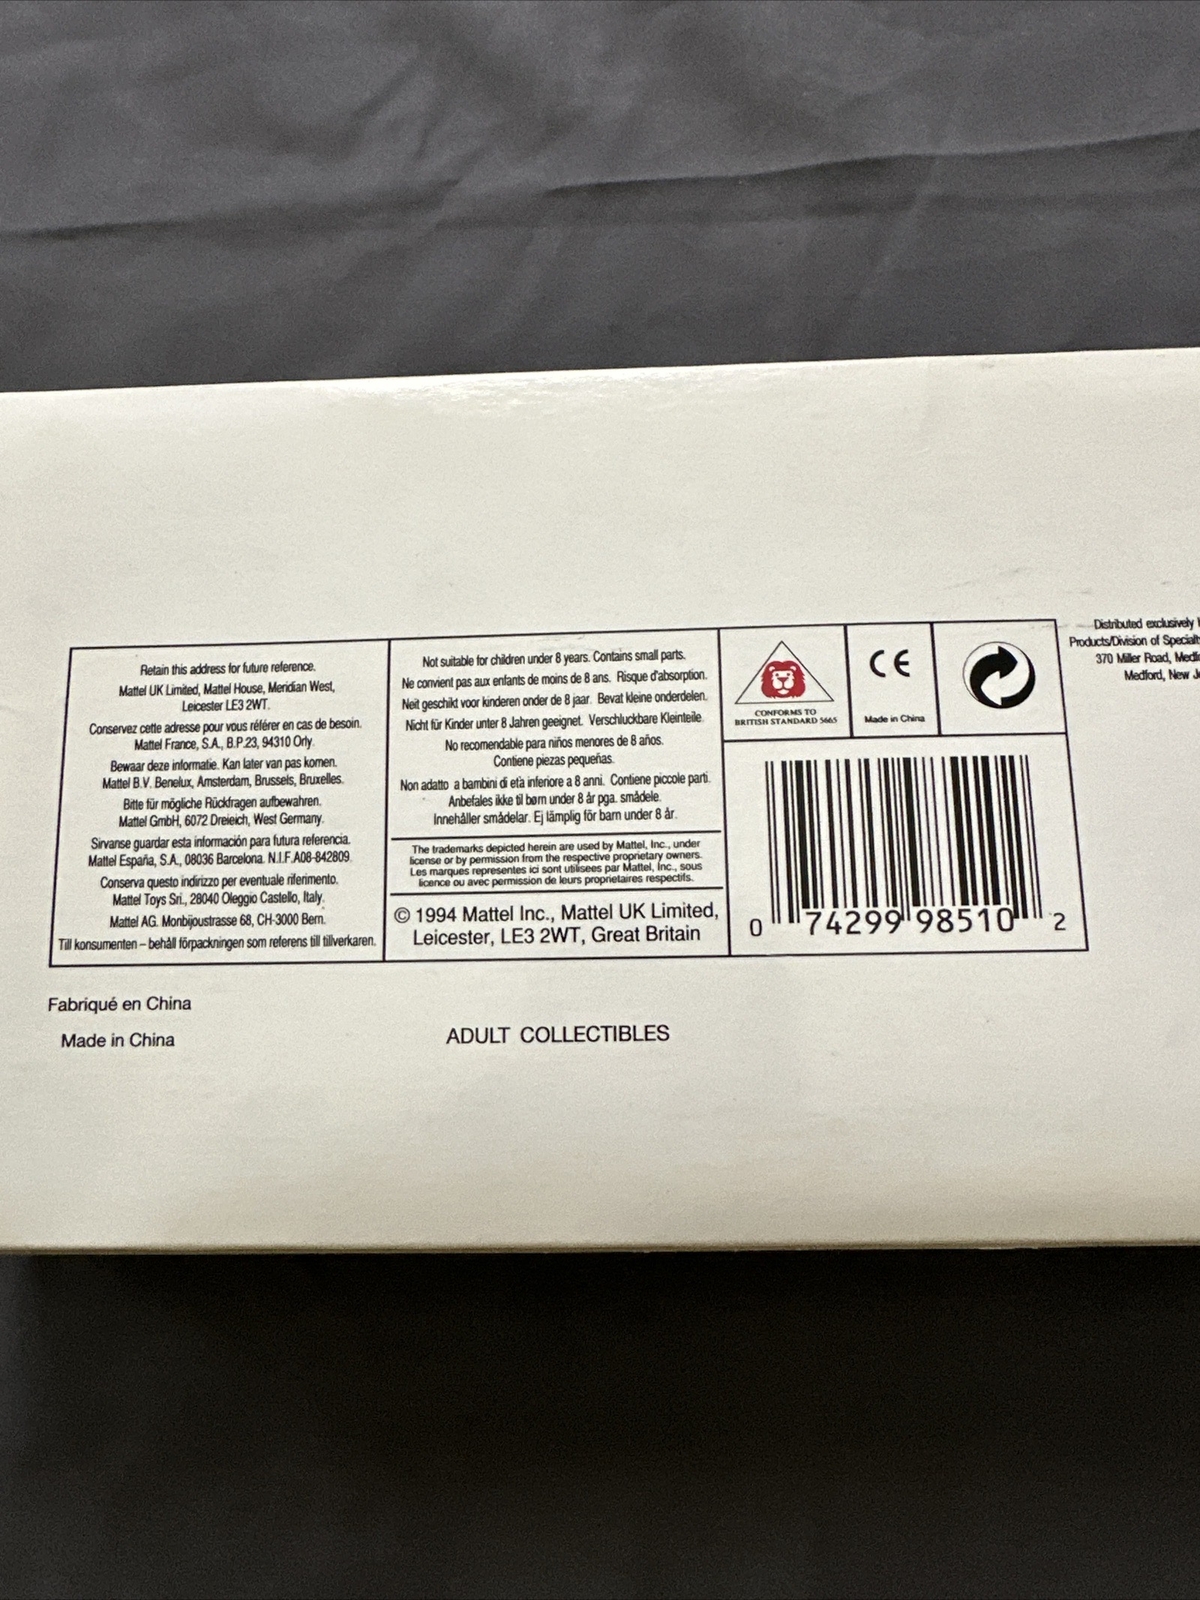 Retain this address for future reference.
Mattel UK Limited, Mattel House, Meridian West,
Leicester LE3 2WT.
Conservez cette adresse pour vous référer en cas de besoin.
Mattel France, S.A., B.P.23, 94310 Orly.
Bewaar deze informatie. Kan later van pas komen.
Mattel B.V. Benelux, Amsterdam, Brussels, Bruxelles.
Bitte für mögliche Rückfragen aufbewahren.
Mattel GmbH, 6072 Dreieich, West Germany.
Sirvanse guardar esta información para futura referencia.
Mattel España, S.A., 08036 Barcelona. N.I.F.A08-842809.
Conserva questo indirizzo per eventuale riferimento.
Mattel Toys Sri., 28040 Oleggio Castello, Italy.
Mattel AG. Monbijoustrasse 68, CH-3000 Bern.
Till konsumenten – behåll förpackningen som referens till tillverkaren.
Not suitable for children under 8 years. Contains small parts.
Ne convient pas aux enfants de moins de 8 ans. Risque d'absorption.
Neit geschikt voor kinderen onder de 8 jaar. Bevat kleine onderdelen.
Nicht für Kinder unter 8 Jahren geeignet. Verschluckbare Kleinteile.
No recomendable para niños menores de 8 años.
Contiene piezas pequeñas.
Non adatto a bambini di età inferiore a 8 anni. Contiene piccole parti.
Anbefales ikke til børn under 8 år pga. smådele.
Innehåller smådelar. Ej lämplig för barn under 8 år.
The trademarks depicted herein are used by Mattel, Inc., under
license or by permission from the respective proprietary owners.
Les marques representes ici sont utilisees par Mattel, Inc., sous
licence ou avec permission de leurs proprietaires respectifs.
© 1994 Mattel Inc., Mattel UK Limited,
Leicester, LE3 2WT, Great Britain
CONFORMS TO
BRITISH STANDARD 5665
CE
Made in China
0 74299 98510 2
Distributed exclusively
Products/Division of
370 Miller Road,
Medford, New
Fabriqué en China
Made in China
ADULT COLLECTIBLES